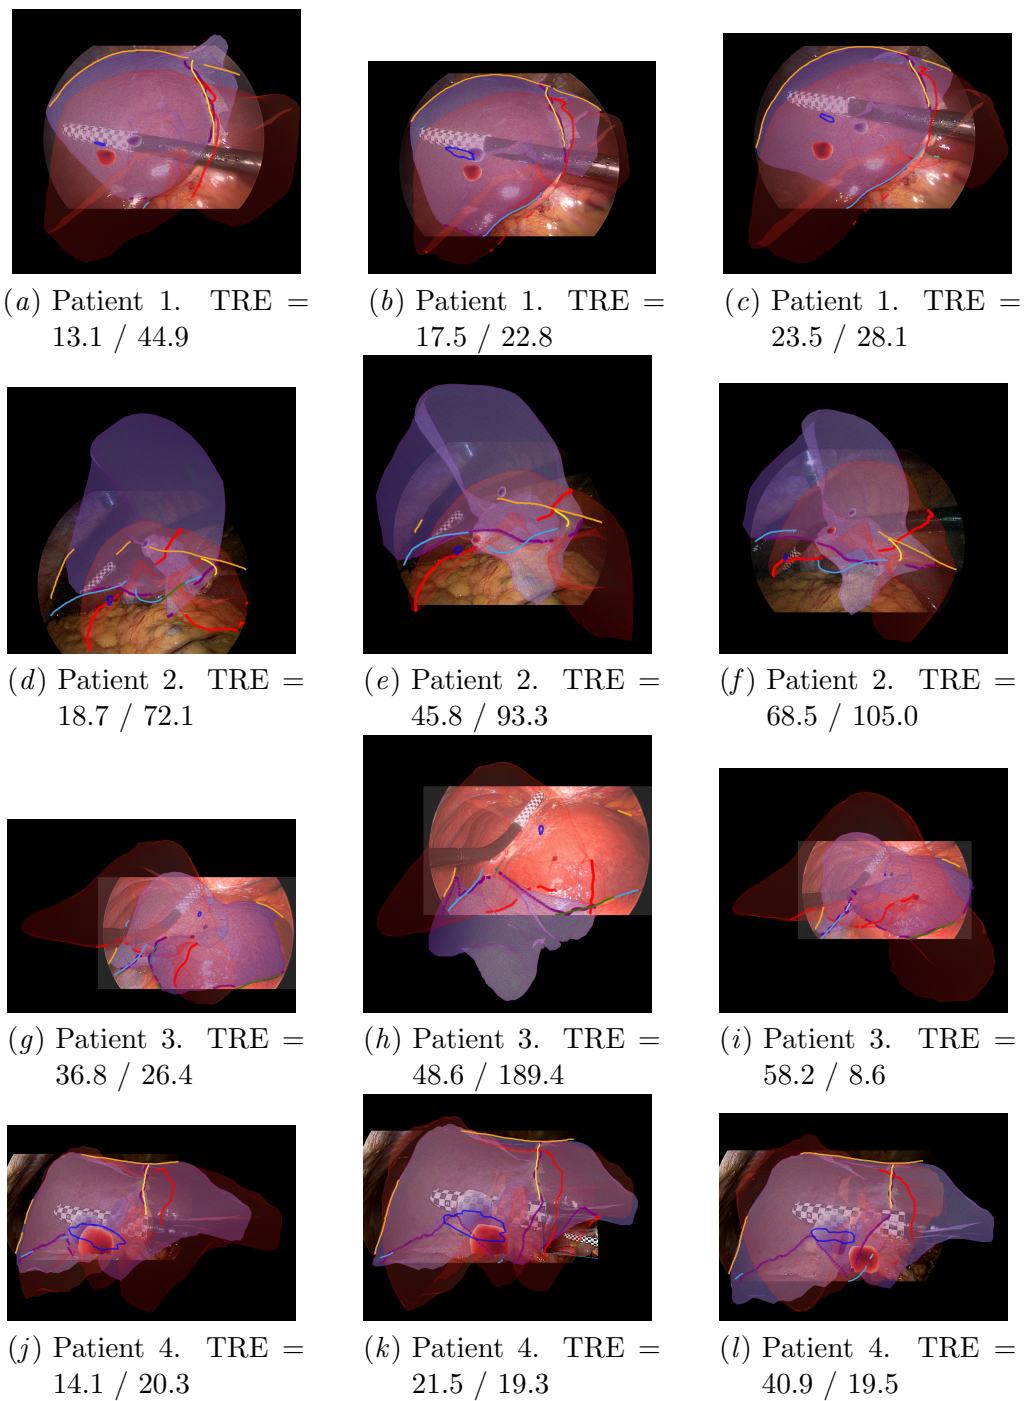 (a) Patient 1. TRE =
13.1 / 44.9
(b) Patient 1. TRE =
17.5 / 22.8
(c) Patient 1. TRE =
23.5 / 28.1
(d) Patient 2. TRE =
18.7 / 72.1
(e) Patient 2. TRE =
45.8 / 93.3
(f) Patient 2. TRE =
68.5 / 105.0
(g) Patient 3. TRE =
36.8 / 26.4
(h) Patient 3. TRE =
48.6 / 189.4
(i) Patient 3. TRE =
58.2 / 8.6
(j) Patient 4. TRE =
14.1 / 20.3
(k) Patient 4. TRE =
21.5 / 19.3
(l) Patient 4. TRE =
40.9 / 19.5